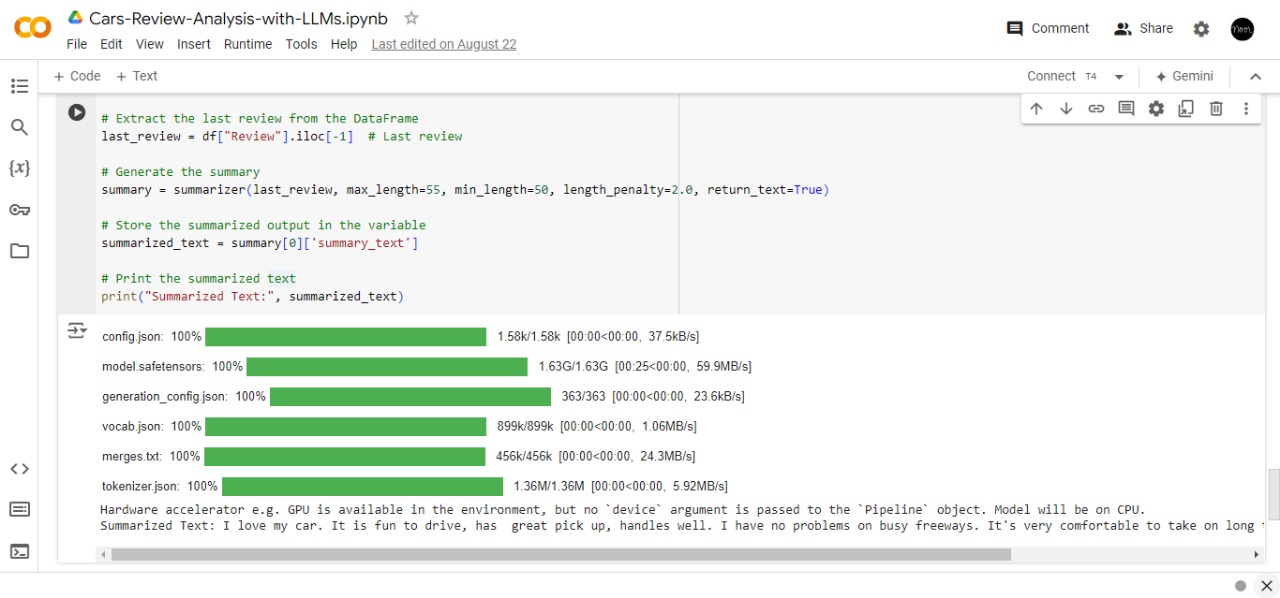 Cars-Review-Analysis-with-LLMs.ipynb
Comment Share
File Edit View Insert Runtime Tools Help Last edited on August 22
+ Code + Text
Connect T4 Gemini
# Extract the last review from the DataFrame
last_review = df["Review"].iloc[-1]  # Last review
# Generate the summary
summary = summarizer(last_review, max_length=55, min_length=50, length_penalty=2.0, return_text=True)
# Store the summarized output in the variable
summarized_text = summary[0]['summary_text']
# Print the summarized text
print("Summarized Text:", summarized_text)
config.json: 100% 1.58k/1.58k [00:00<00:00, 37.5kB/s]
model.safetensors: 100% 1.63G/1.63G [00:25<00:00, 59.9MB/s]
generation_config.json: 100% 363/363 [00:00<00:00, 23.6kB/s]
vocab.json: 100% 899k/899k [00:00<00:00, 1.06MB/s]
merges.txt: 100% 456k/456k [00:00<00:00, 24.3MB/s]
tokenizer.json: 100% 1.36M/1.36M [00:00<00:00, 5.92MB/s]
Hardware accelerator e.g. GPU is available in the environment, but no `device` argument is passed to the `Pipeline` object. Model will be on CPU.
Summarized Text: I love my car. It is fun to drive, has  great pick up, handles well. I have no problems on busy freeways. It's very comfortable to take on long